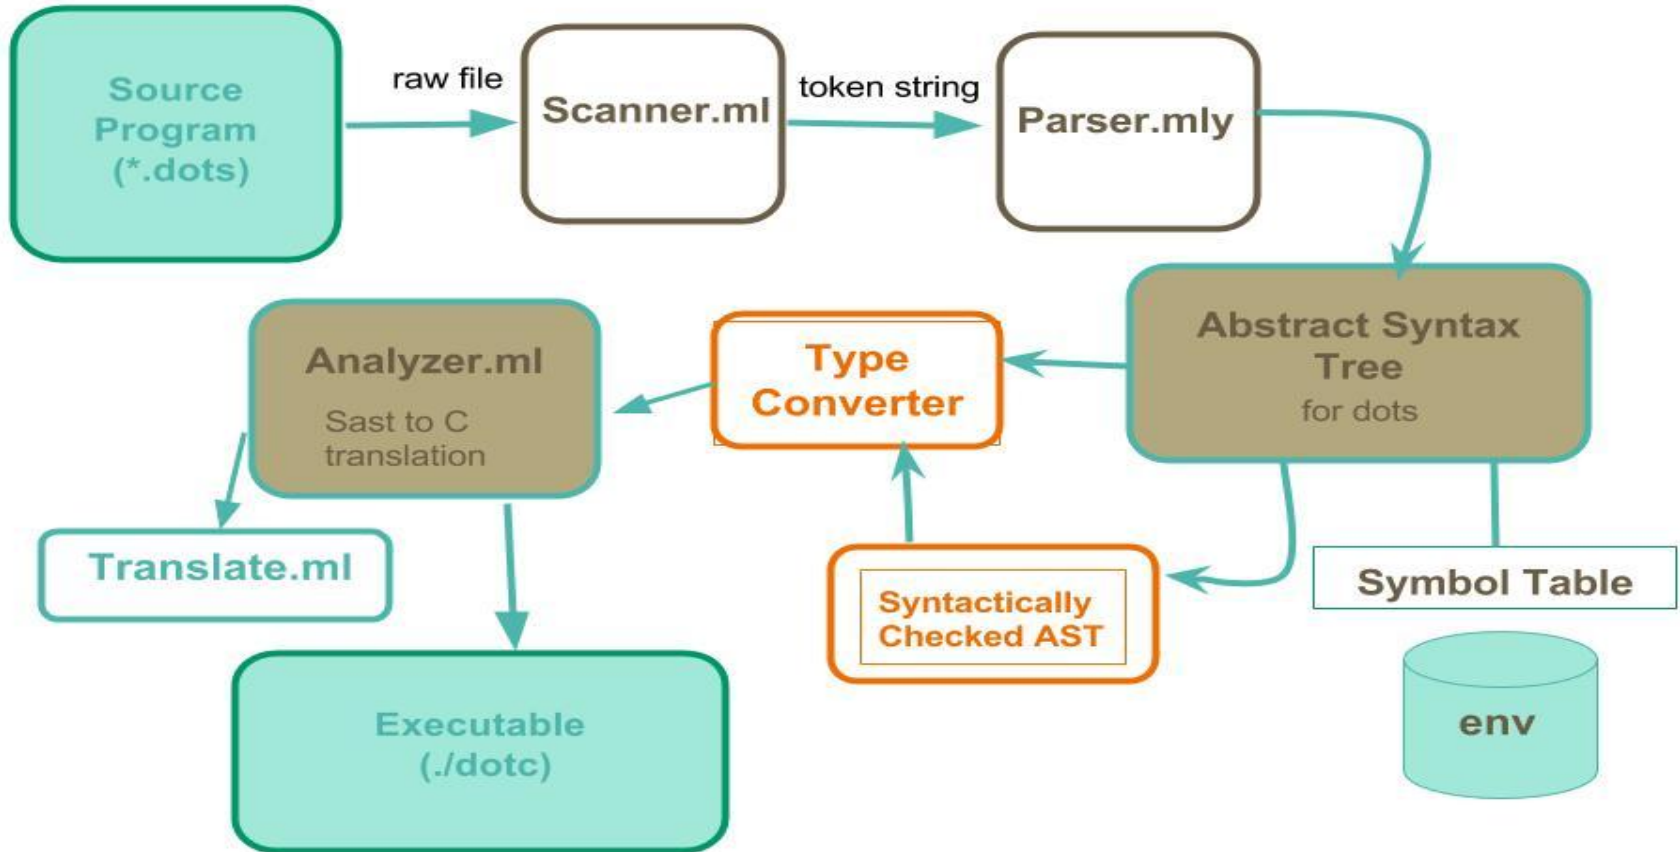 Source
Program
(*.dots)
raw file
Scanner.ml
token string
Parser.mly
Abstract Syntax
Tree
for dots
Type
Converter
Analyzer.ml
Sast to C
translation
Translate.ml
Syntactically
Checked AST
Symbol Table
env
Executable
(./dotc)